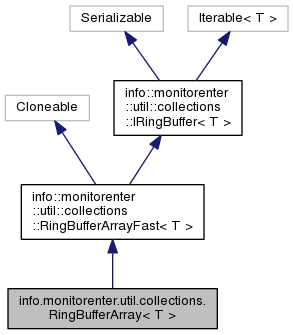 Serializable
Iterable< T >
info::monitorenter
::util::collections
::IRingBuffer< T >
Cloneable
info::monitorenter
::util::collections
::RingBufferArrayFast< T >
info.monitorenter.util.collections.
RingBufferArray< T >